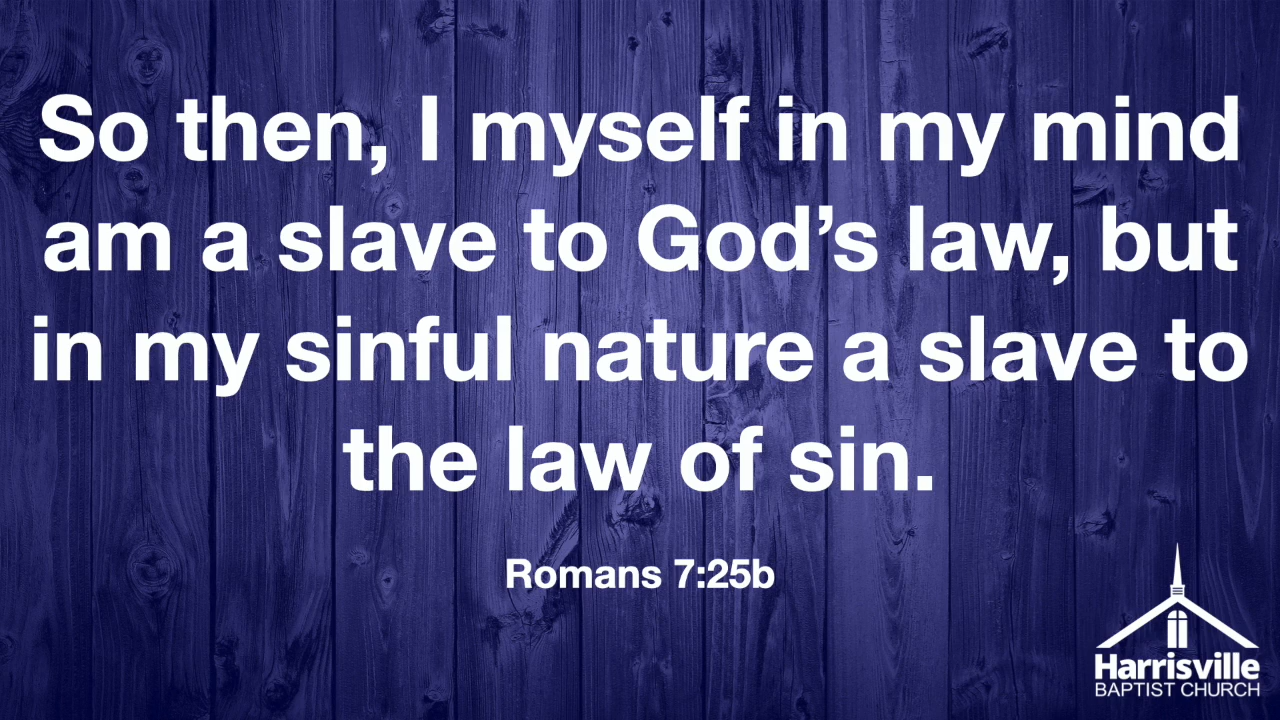 So then, I myself in my mind
am a slave to God’s law, but
in my sinful nature a slave to
the law of sin.
Romans 7:25b
Harrisville
BAPTIST CHURCH